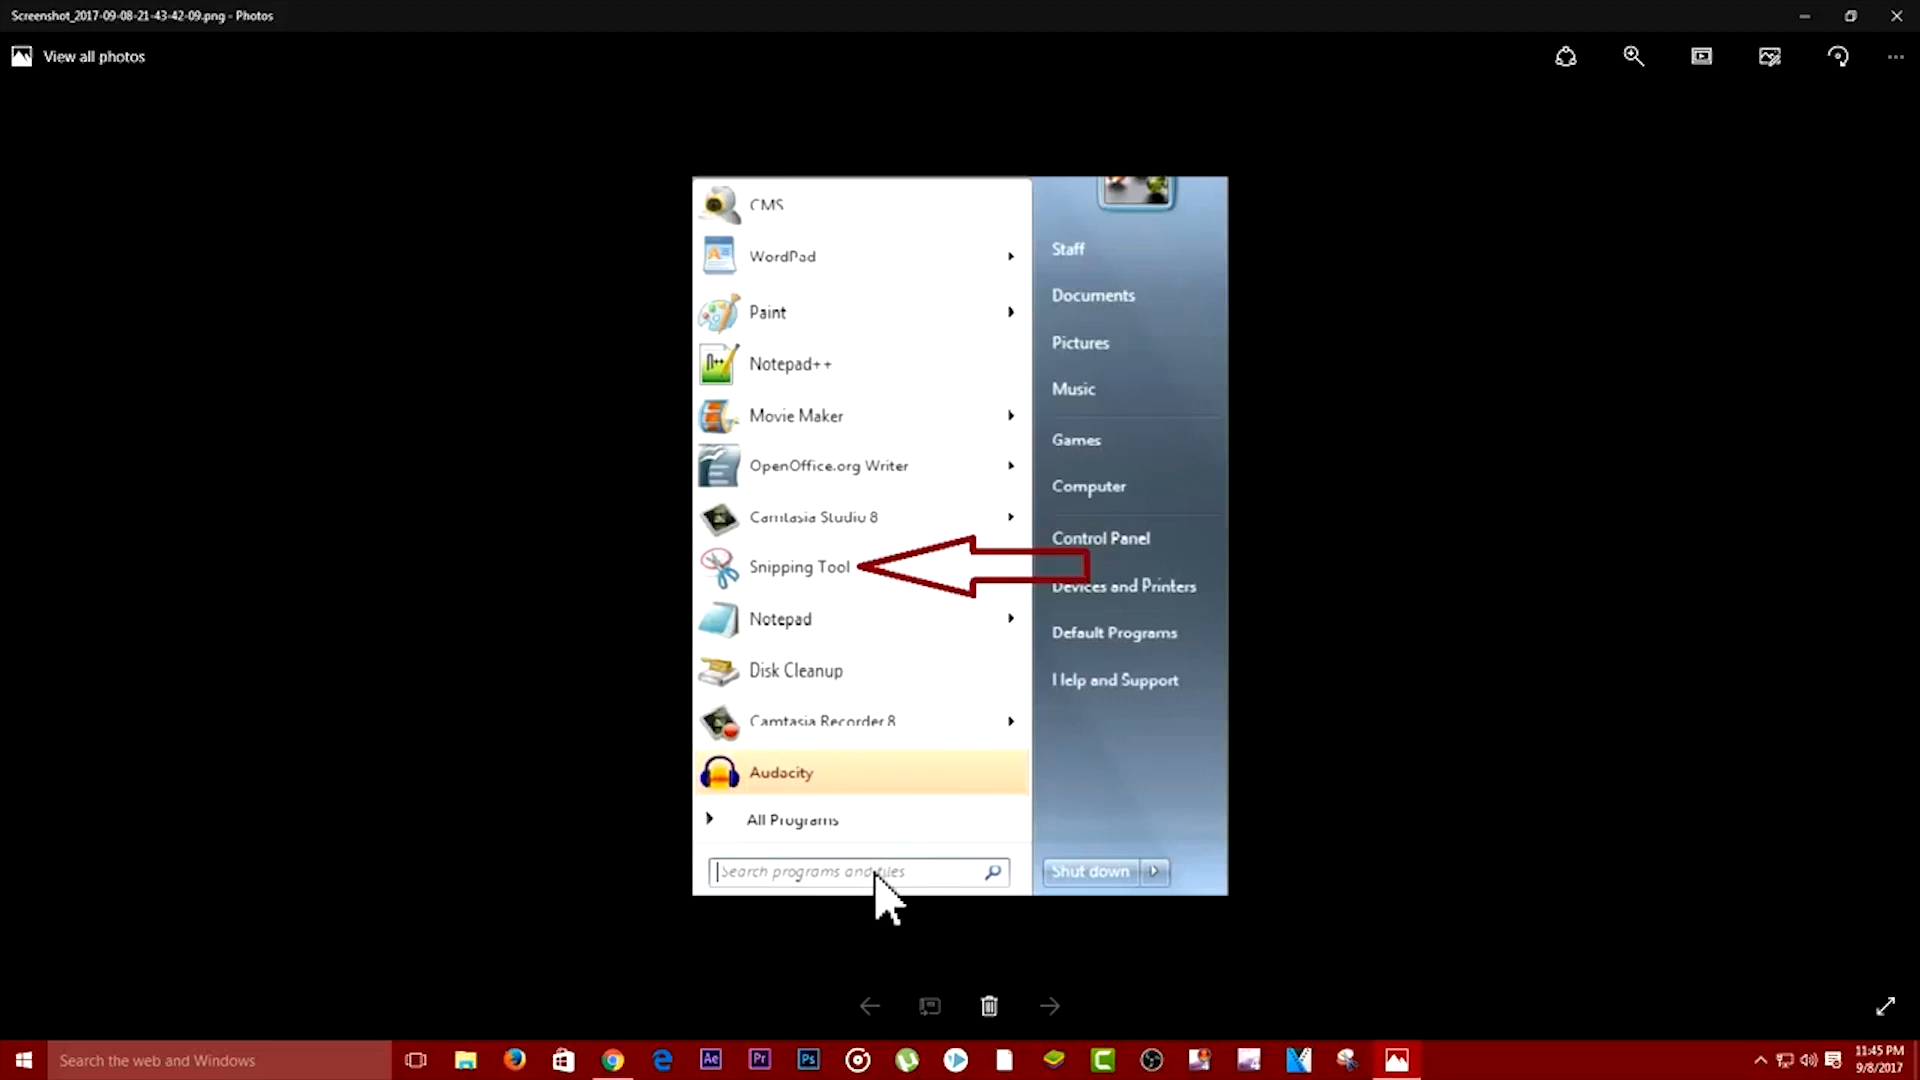 Screenshot_2017-09-08-21-43-42-09.png - Photos
View all photos
CMS
WordPad
Paint
Notepad++
Movie Maker
OpenOffice.org Writer
Camtasia Studio 8
Snipping Tool
Notepad
Disk Cleanup
Camtasia Recorder 8
Audacity
All Programs
Search programs and files
Staff
Documents
Pictures
Music
Games
Computer
Control Panel
Devices and Printers
Default Programs
Help and Support
Shut down
Search the web and Windows
Ae
Pr
Ps
11:45 PM
9/8/2017